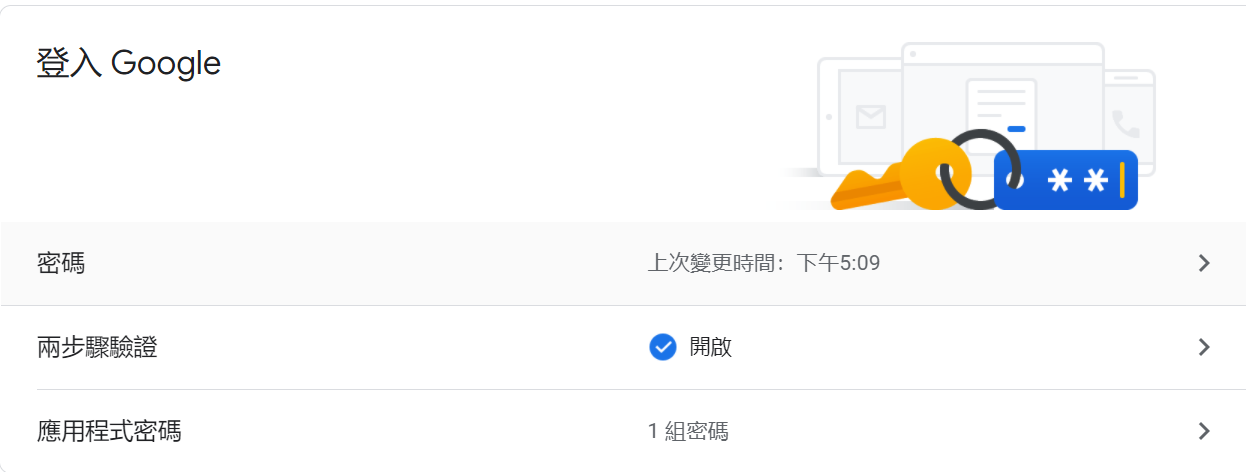 登入 Google
**
密碼
上次變更時間：下午5:09
兩步驟驗證
開啟
應用程式密碼
1 組密碼